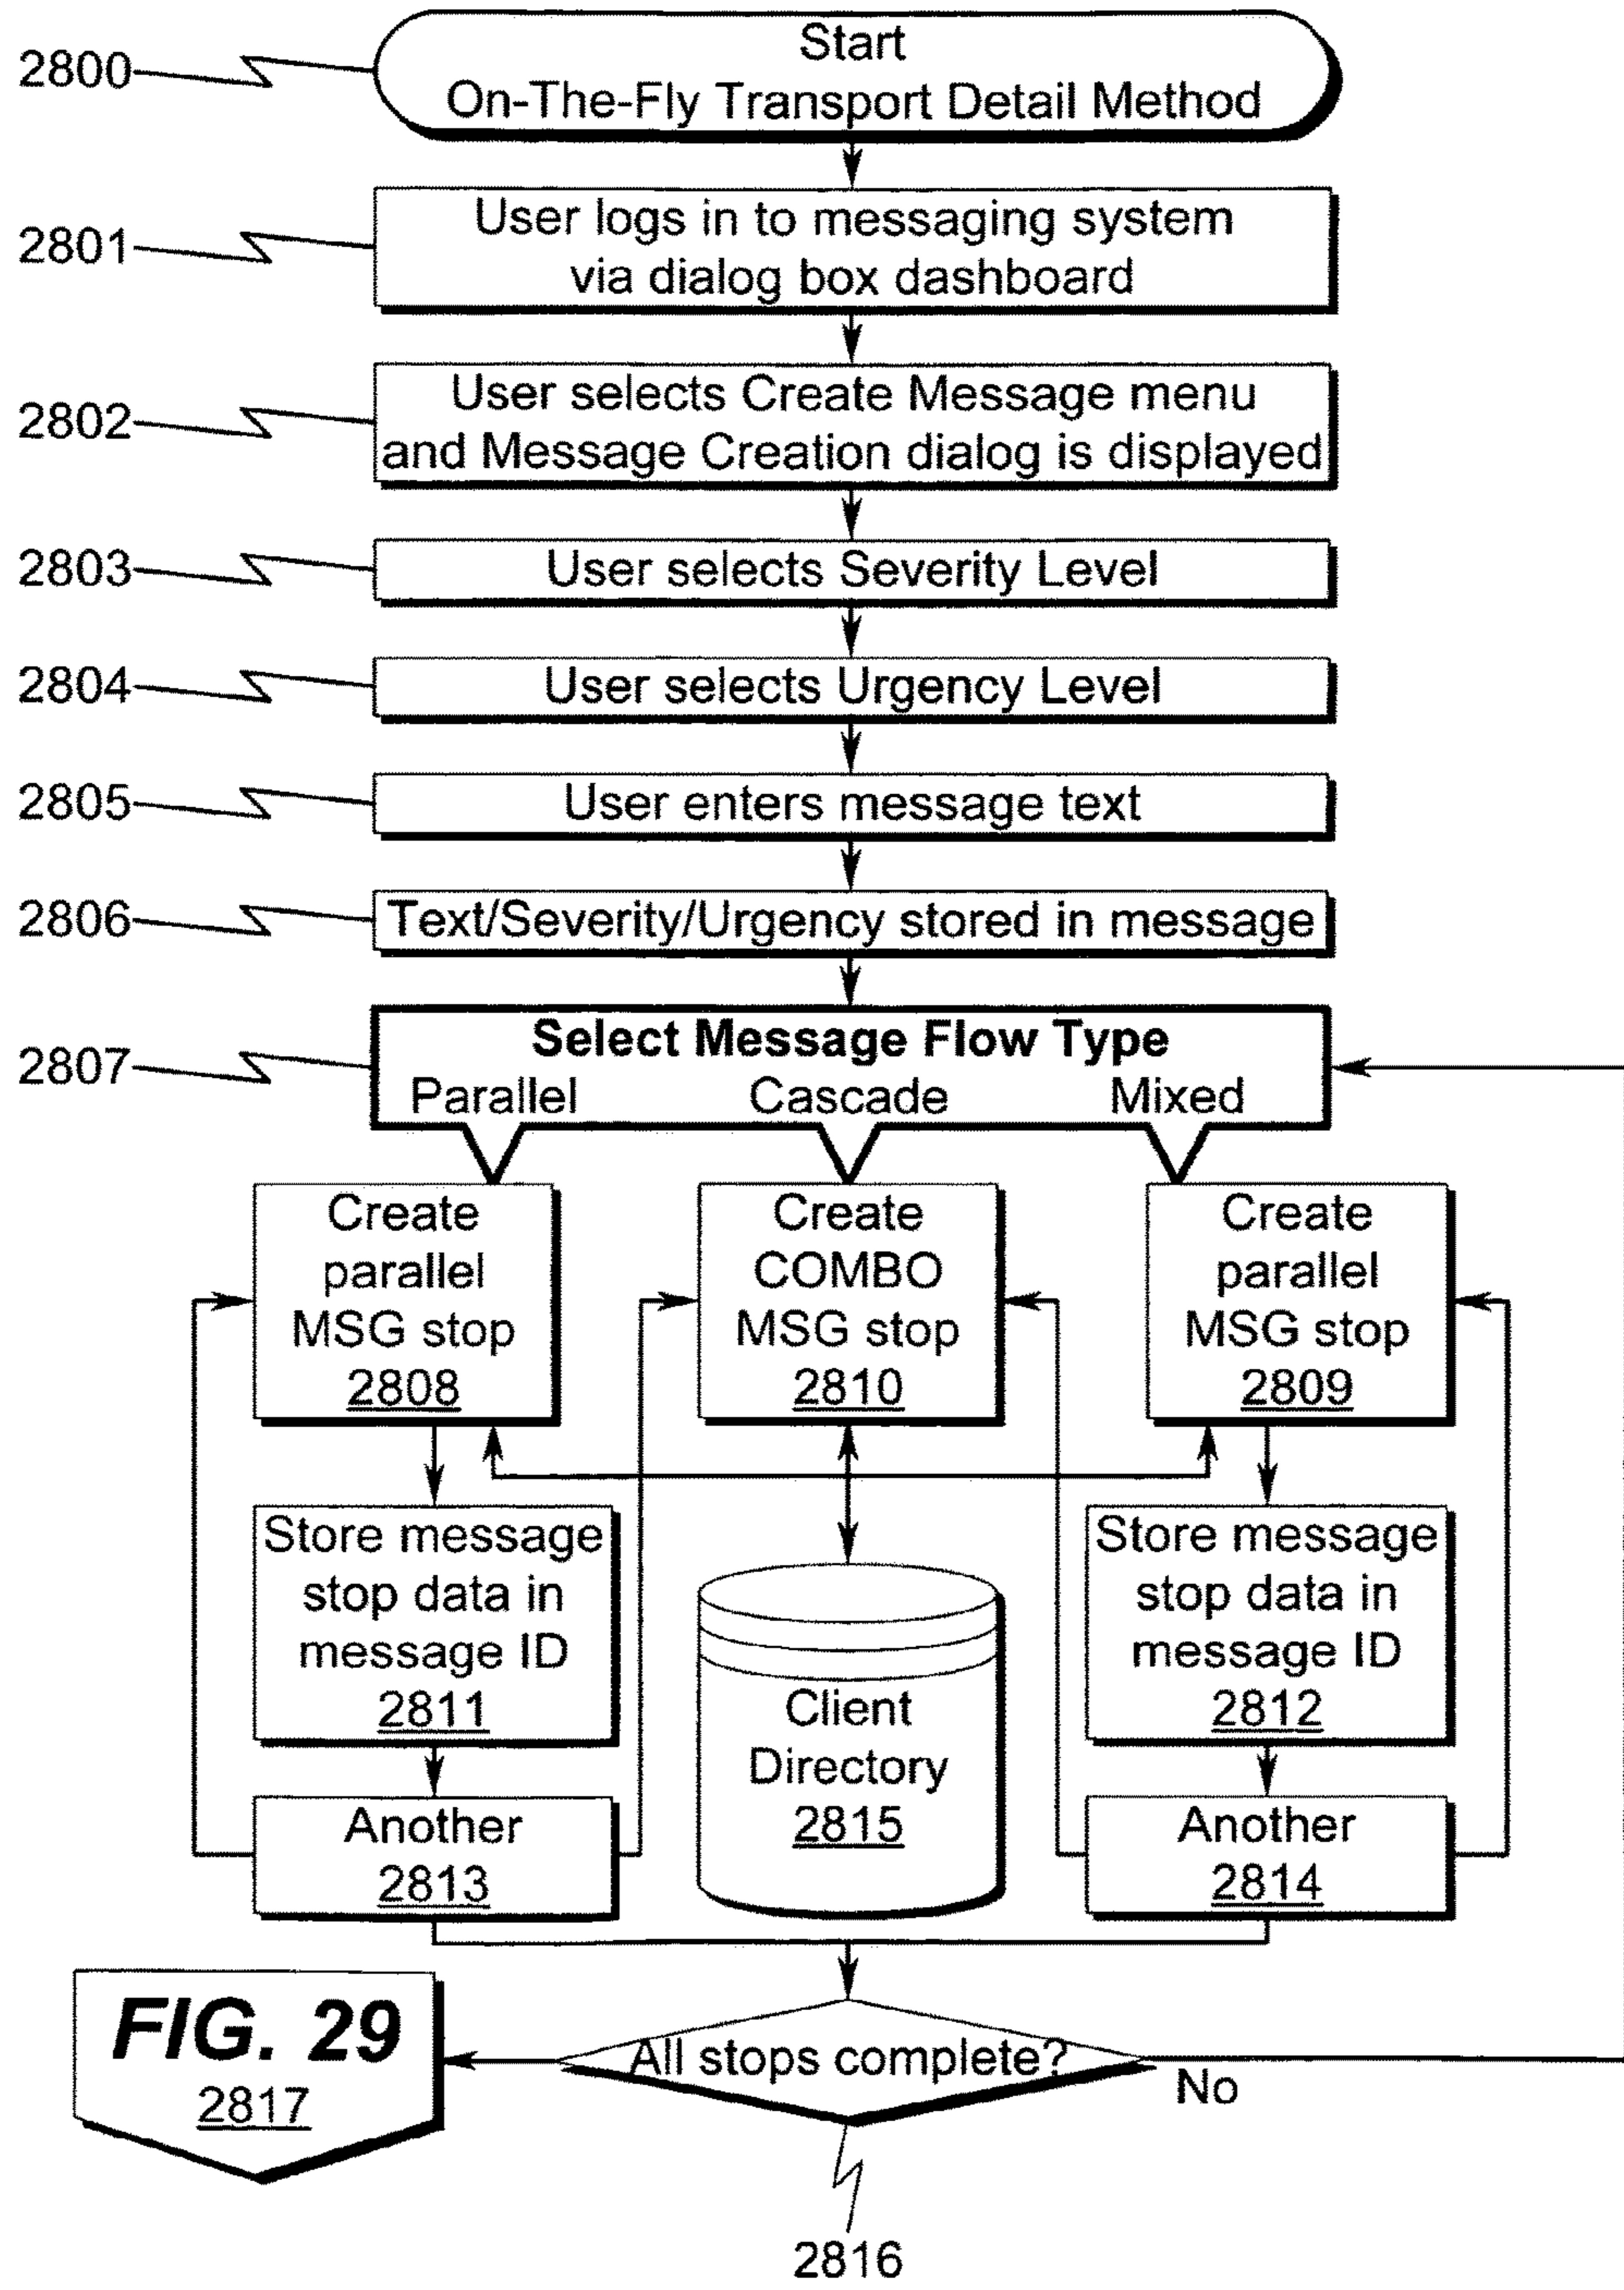 2800
Start
On-The-Fly Transport Detail Method
2801
User logs in to messaging system
via dialog box dashboard
2802
User selects Create Message menu
and Message Creation dialog is displayed
2803
User selects Severity Level
2804
User selects Urgency Level
2805
User enters message text
2806
Text/Severity/Urgency stored in message
2807
Select Message Flow Type
Parallel Cascade Mixed
Create
parallel
MSG stop
2808
Create
COMBO
MSG stop
2810
Create
parallel
MSG stop
2809
Store message
stop data in
message ID
2811
Client
Directory
2815
Store message
stop data in
message ID
2812
Another
2813
Another
2814
FIG. 29
2817
All stops complete?
No
2816